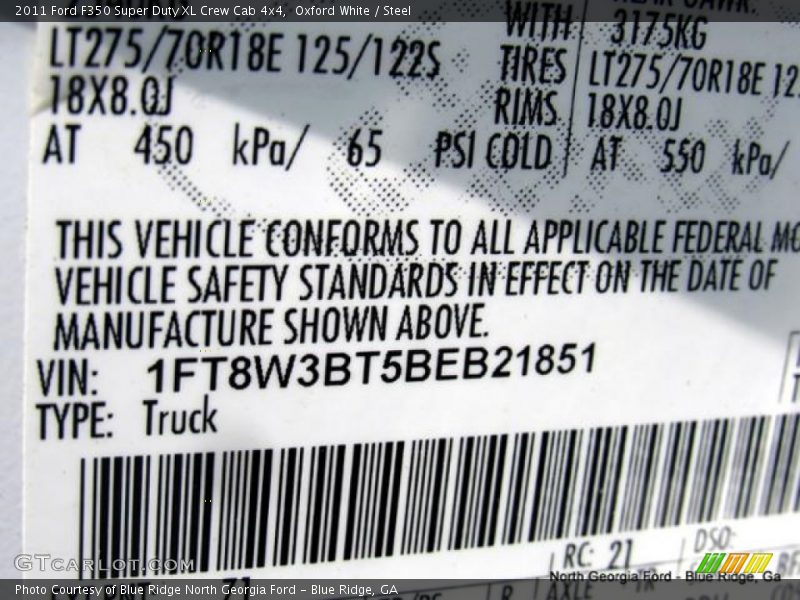 2011 Ford F350 Super Duty XL Crew Cab 4x4, Oxford White / Steel
WITH 3175KG
LT275/70R18E 125/122S TIRES LT275/70R18E
18X8.0J RIMS 18X8.0J
AT 450 kPa/ 65 PSI COLD AT 550 kPa/
THIS VEHICLE CONFORMS TO ALL APPLICABLE FEDERAL
VEHICLE SAFETY STANDARDS IN EFFECT ON THE DATE OF
MANUFACTURE SHOWN ABOVE.
VIN: 1FT8W3BT5BEB21851
TYPE: Truck
RC: 21 DSO:
GTcarlot.com
North Georgia Ford - Blue Ridge, Ga
Photo Courtesy of Blue Ridge North Georgia Ford - Blue Ridge, GA